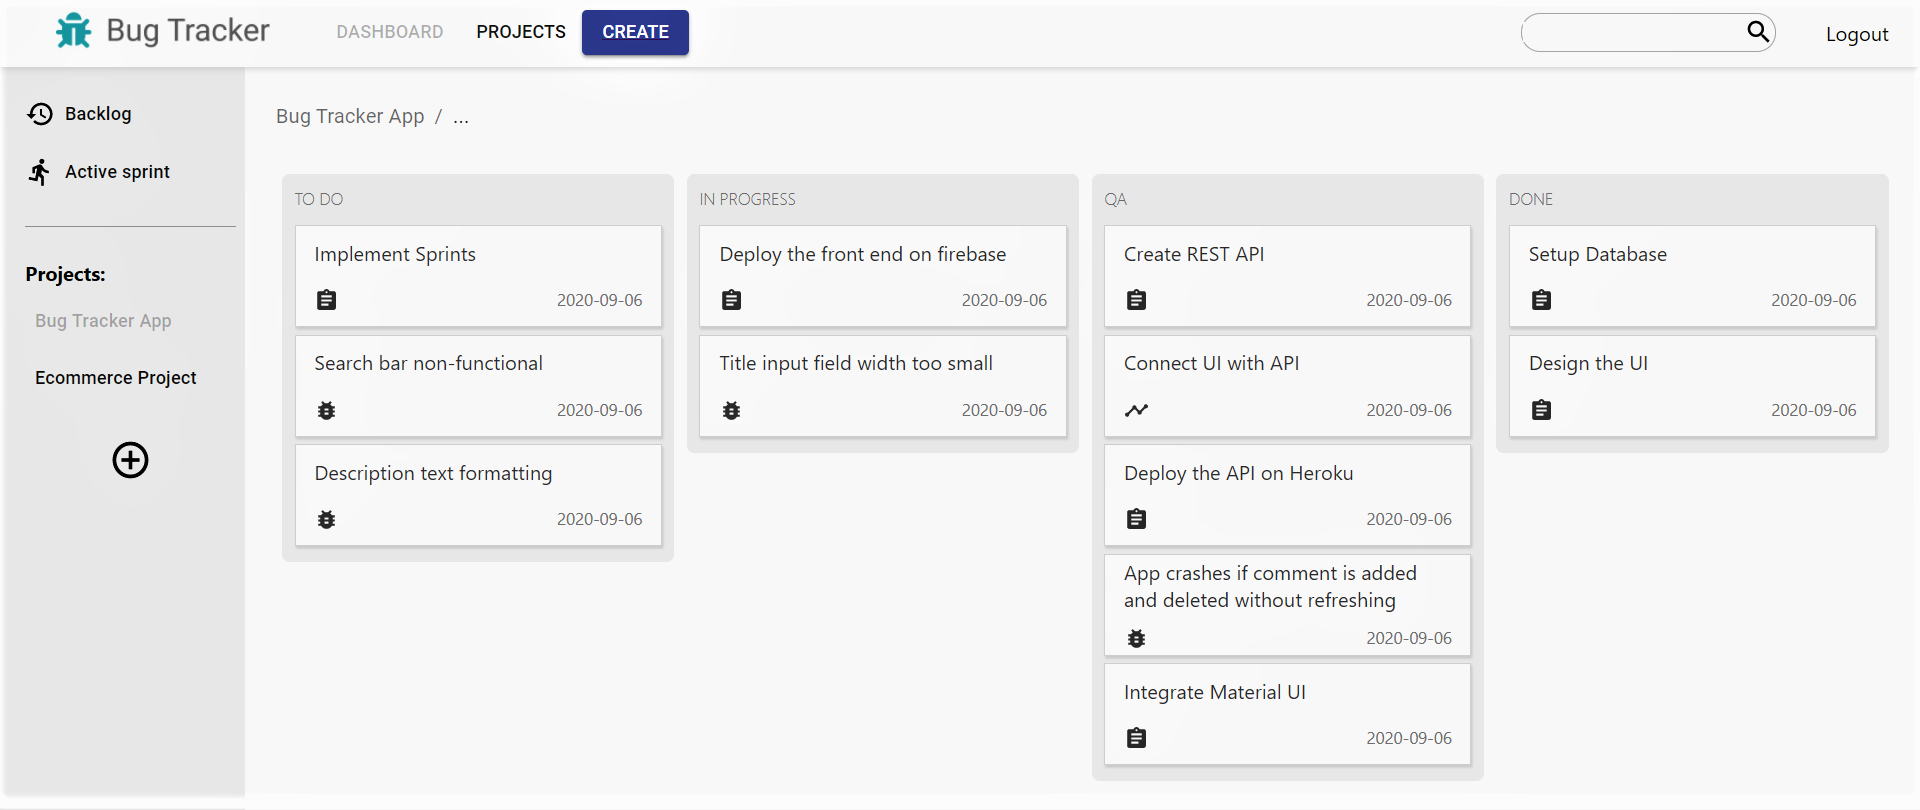 Bug Tracker
DASHBOARD
PROJECTS
CREATE
Logout
Backlog
Active sprint
Projects:
Bug Tracker App
Ecommerce Project
Bug Tracker App / ...
TO DO
Implement Sprints
2020-09-06
Search bar non-functional
2020-09-06
Description text formatting
2020-09-06
IN PROGRESS
Deploy the front end on firebase
2020-09-06
Title input field width too small
2020-09-06
QA
Create REST API
2020-09-06
Connect UI with API
2020-09-06
Deploy the API on Heroku
2020-09-06
App crashes if comment is added
and deleted without refreshing
2020-09-06
Integrate Material UI
2020-09-06
DONE
Setup Database
2020-09-06
Design the UI
2020-09-06